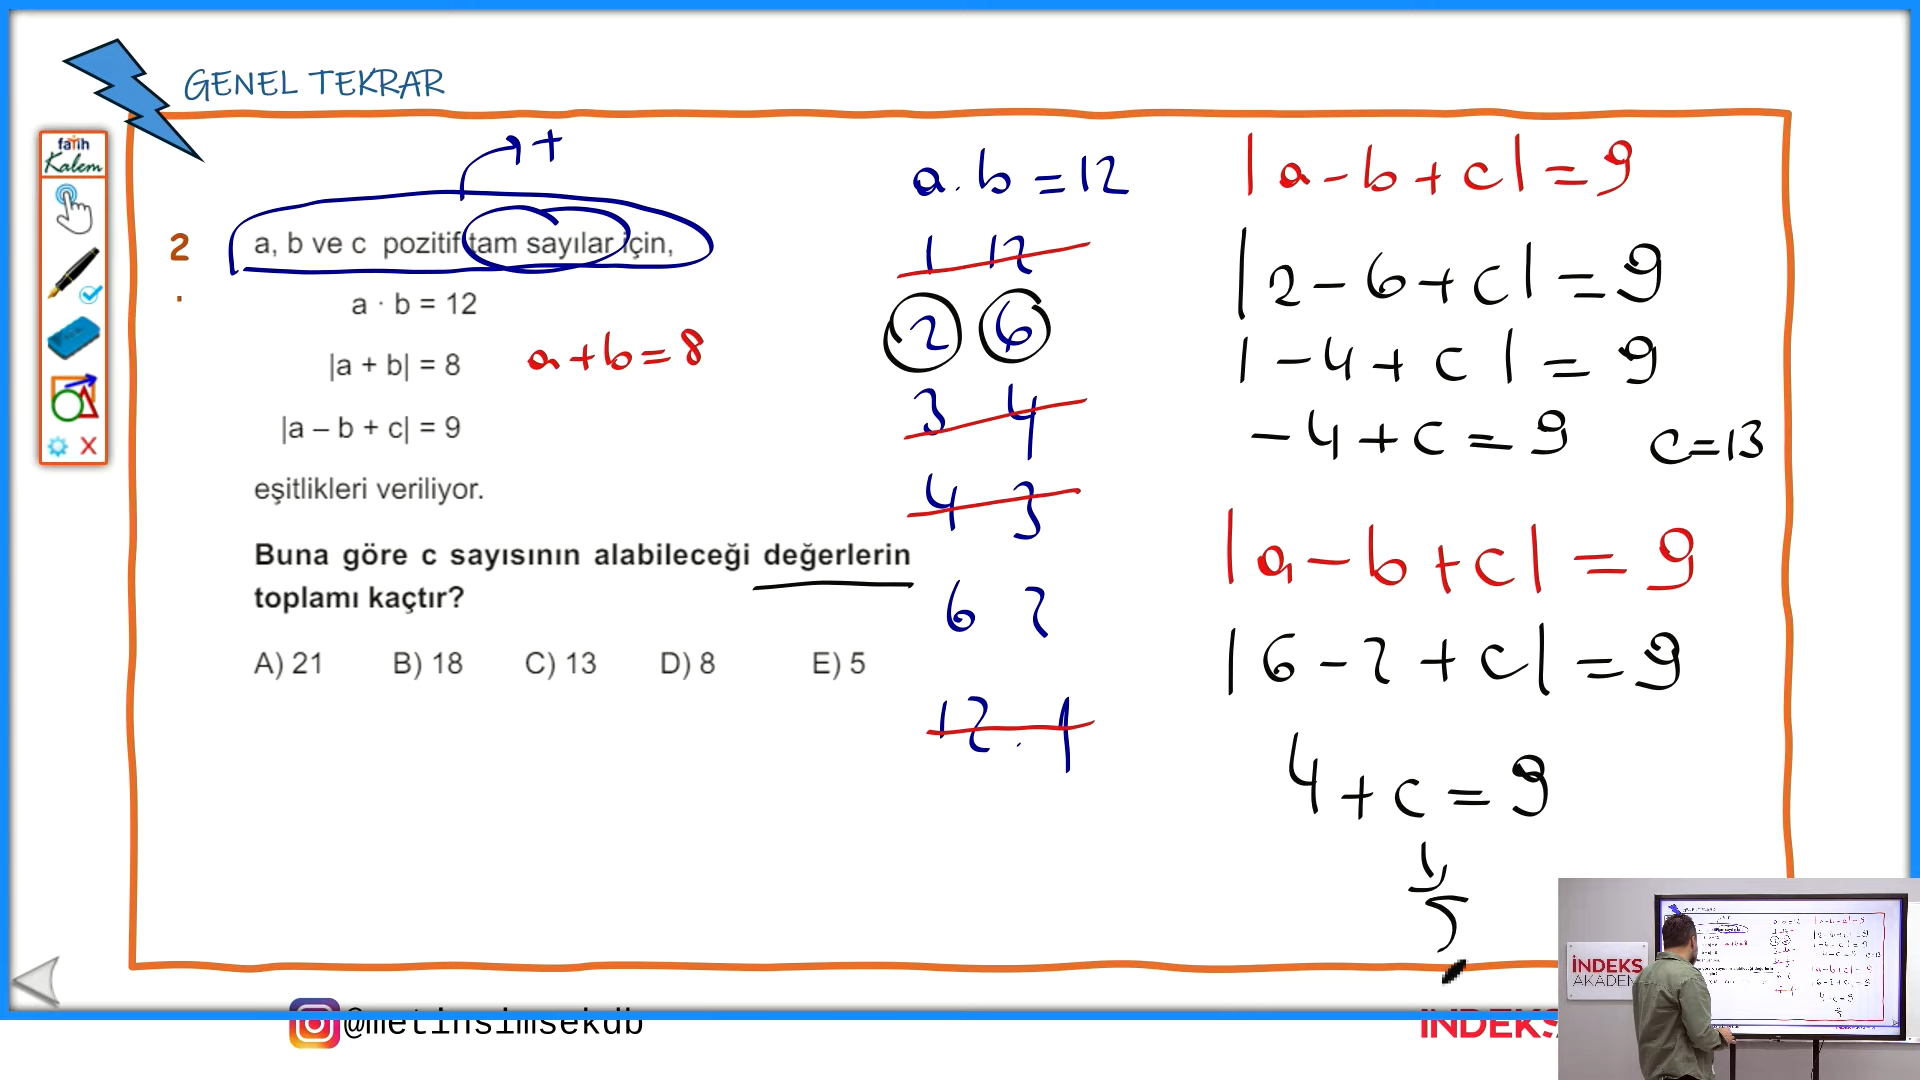 GENEL TEKRAR
fatih
Kalem
+
2
.
a, b ve c pozitif tam sayılar için,
a · b = 12
|a + b| = 8
a + b = 8
|a – b + c| = 9
eşitlikleri veriliyor.
Buna göre c sayısının alabileceği değerlerin
toplamı kaçtır?
A) 21 B) 18 C) 13 D) 8 E) 5
a . b = 12
1 12
2 6
3 4
4 3
6 2
12 . 1
|a - b + c| = 9
|2 - 6 + c| = 9
|-4 + c| = 9
-4 + c = 9 c = 13
|a - b + c| = 9
|6 - 2 + c| = 9
4 + c = 9
5
@metinsimsekdb
İNDEKS
İNDEKS
AKADEM